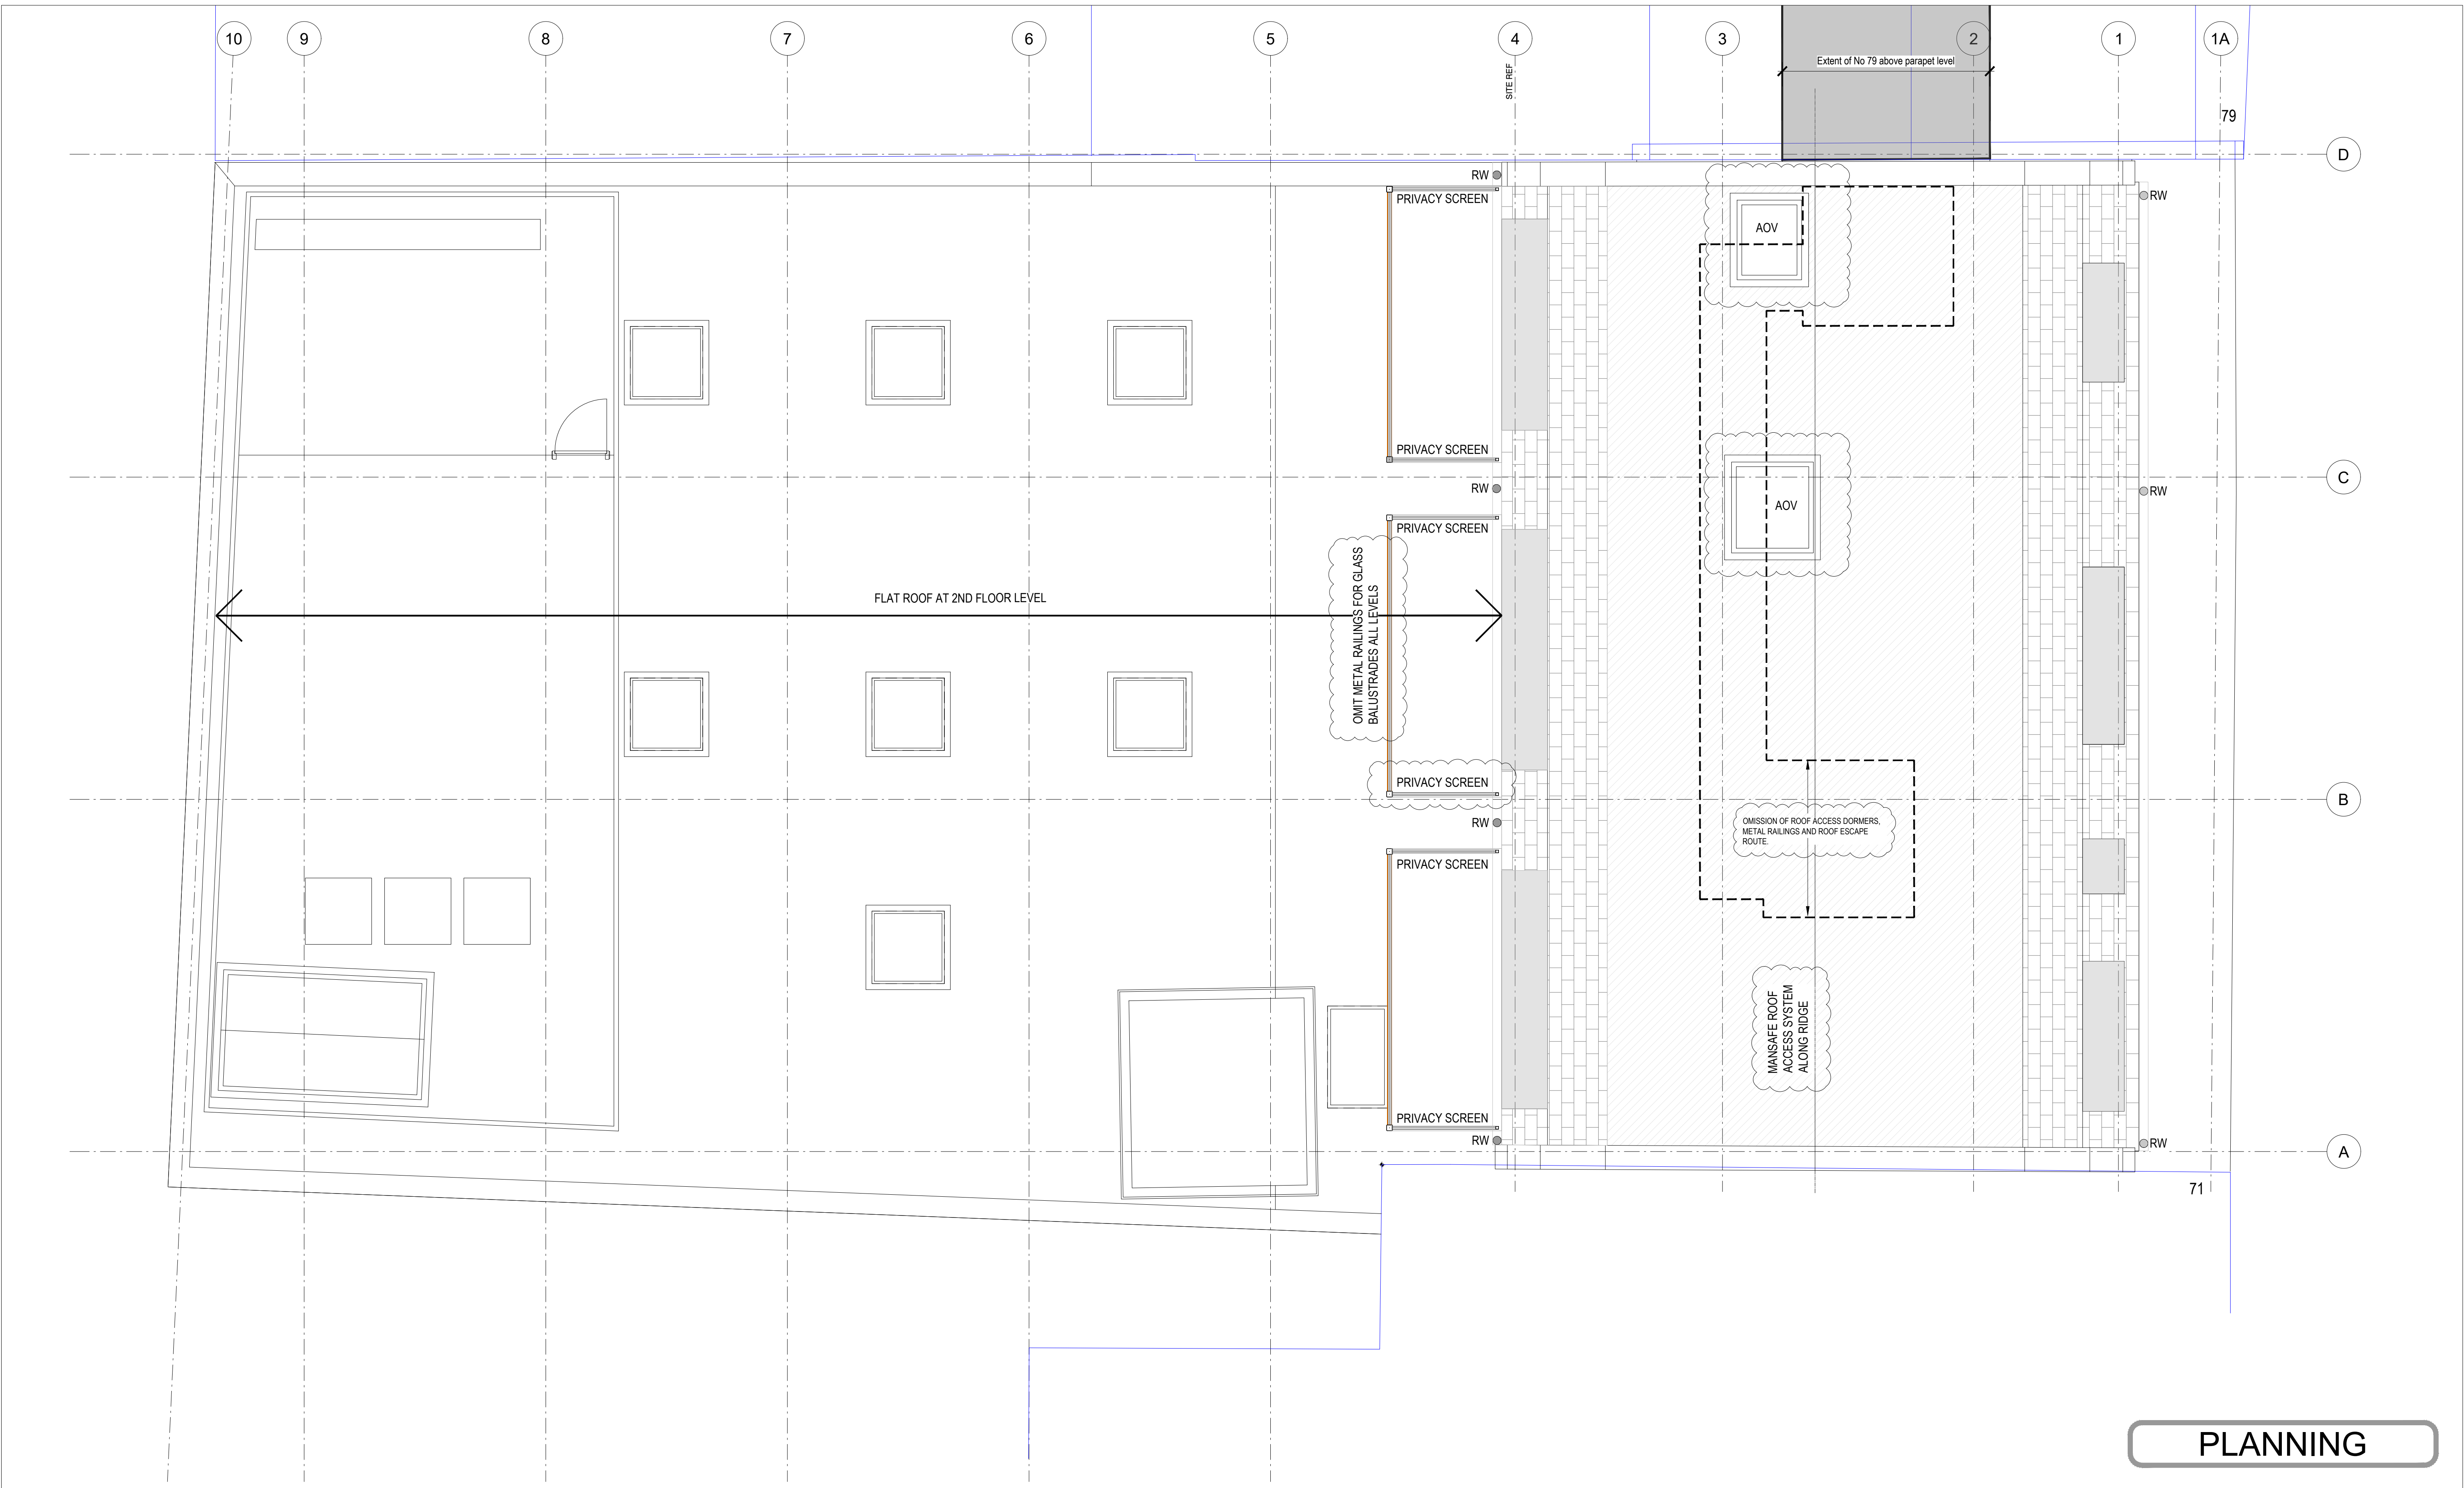 10
9
8
7
6
5
4
3
2
1
1A
SITE REF
Extent of No 79 above parapet level
79
D
RW
RW
PRIVACY SCREEN
AOV
PRIVACY SCREEN
C
RW
RW
AOV
PRIVACY SCREEN
FLAT ROOF AT 2ND FLOOR LEVEL
OMIT METAL RAILINGS FOR GLASS
BALUSTRADES ALL LEVELS
PRIVACY SCREEN
B
RW
OMISSION OF ROOF ACCESS DORMERS,
METAL RAILINGS AND ROOF ESCAPE
ROUTE.
PRIVACY SCREEN
MANSAFE ROOF
ACCESS SYSTEM
ALONG RIDGE
PRIVACY SCREEN
RW
RW
A
71
PLANNING